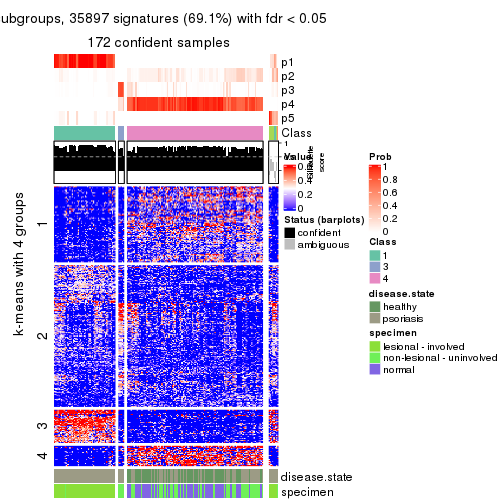 ubgroups, 35897 signatures (69.1%) with fdr < 0.05
172 confident samples
p1
p2
p3
p4
p5
Class
1
Silhouette
score
k-means with 4 groups
1
2
3
4
disease.state
specimen
Value
0.6
0.4
0.2
0
Status (barplots)
confident
ambiguous
Prob
1
0.8
0.6
0.4
0.2
0
Class
1
3
4
disease.state
healthy
psoriasis
specimen
lesional - involved
non-lesional - uninvolved
normal